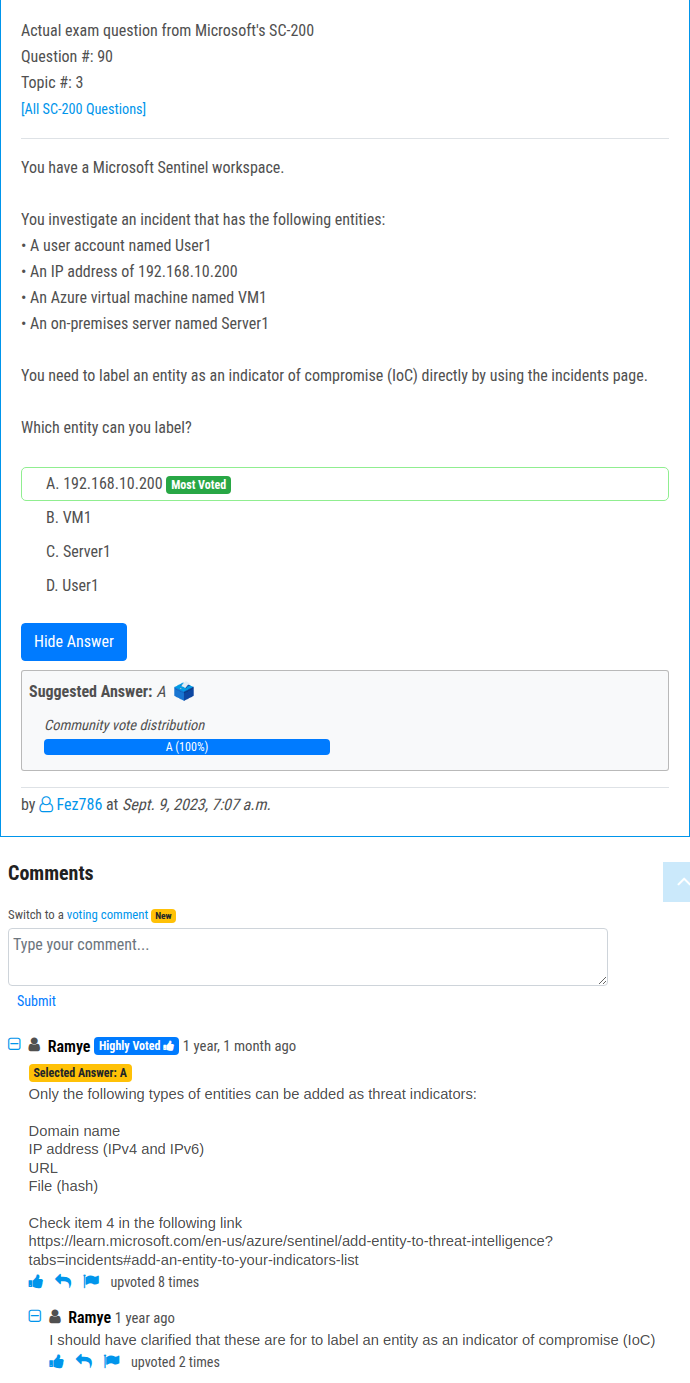 Actual exam question from Microsoft's SC-200
Question #: 90
Topic #: 3
[All SC-200 Questions]
You have a Microsoft Sentinel workspace.
You investigate an incident that has the following entities:
• A user account named User1
• An IP address of 192.168.10.200
• An Azure virtual machine named VM1
• An on-premises server named Server1
You need to label an entity as an indicator of compromise (IoC) directly by using the incidents page.
Which entity can you label?
A. 192.168.10.200 Most Voted
B. VM1
C. Server1
D. User1
Hide Answer
Suggested Answer: A
Community vote distribution
A (100%)
by Fez786 at Sept. 9, 2023, 7:07 a.m.
Comments
Switch to a voting comment New
Type your comment...
Submit
Ramye Highly Voted 1 year, 1 month ago
Selected Answer: A
Only the following types of entities can be added as threat indicators:
Domain name
IP address (IPv4 and IPv6)
URL
File (hash)
Check item 4 in the following link
https://learn.microsoft.com/en-us/azure/sentinel/add-entity-to-threat-intelligence?
tabs=incidents#add-an-entity-to-your-indicators-list
upvoted 8 times
Ramye 1 year ago
I should have clarified that these are for to label an entity as an indicator of compromise (IoC)
upvoted 2 times